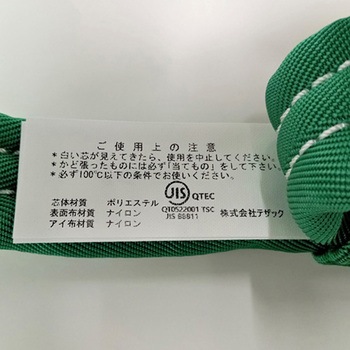 ご使用上の注意
*白い芯が見えてきたら、使用を中止してください。
*かど張ったものには必ず「当てもの」をして下さい。
*必ず100℃以下の条件でお使いください。
JIS QTEC
芯体材質 ポリエステル QT0522001 TSC
表面布材質 ナイロン JIS B8811 株式会社テザック
アイ布材質 ナイロン